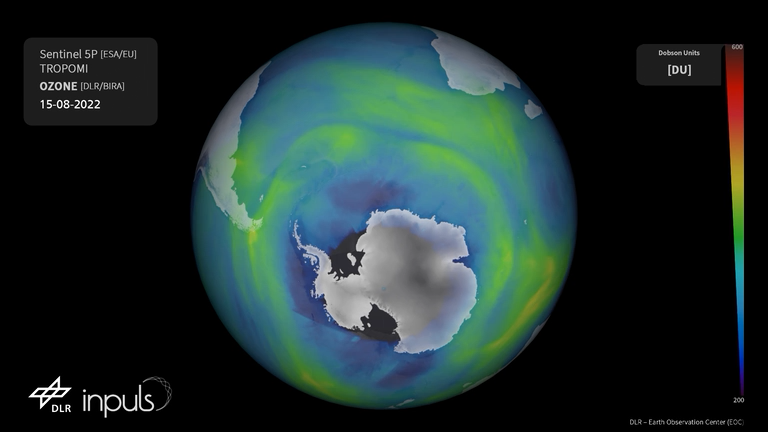 Sentinel 5P [ESA/EU]
TROPOMI
OZONE [DLR/BIRA]
15-08-2022
Dobson Units
[DU]
600
200
DLR
inpuls
DLR – Earth Observation Center (EOC)